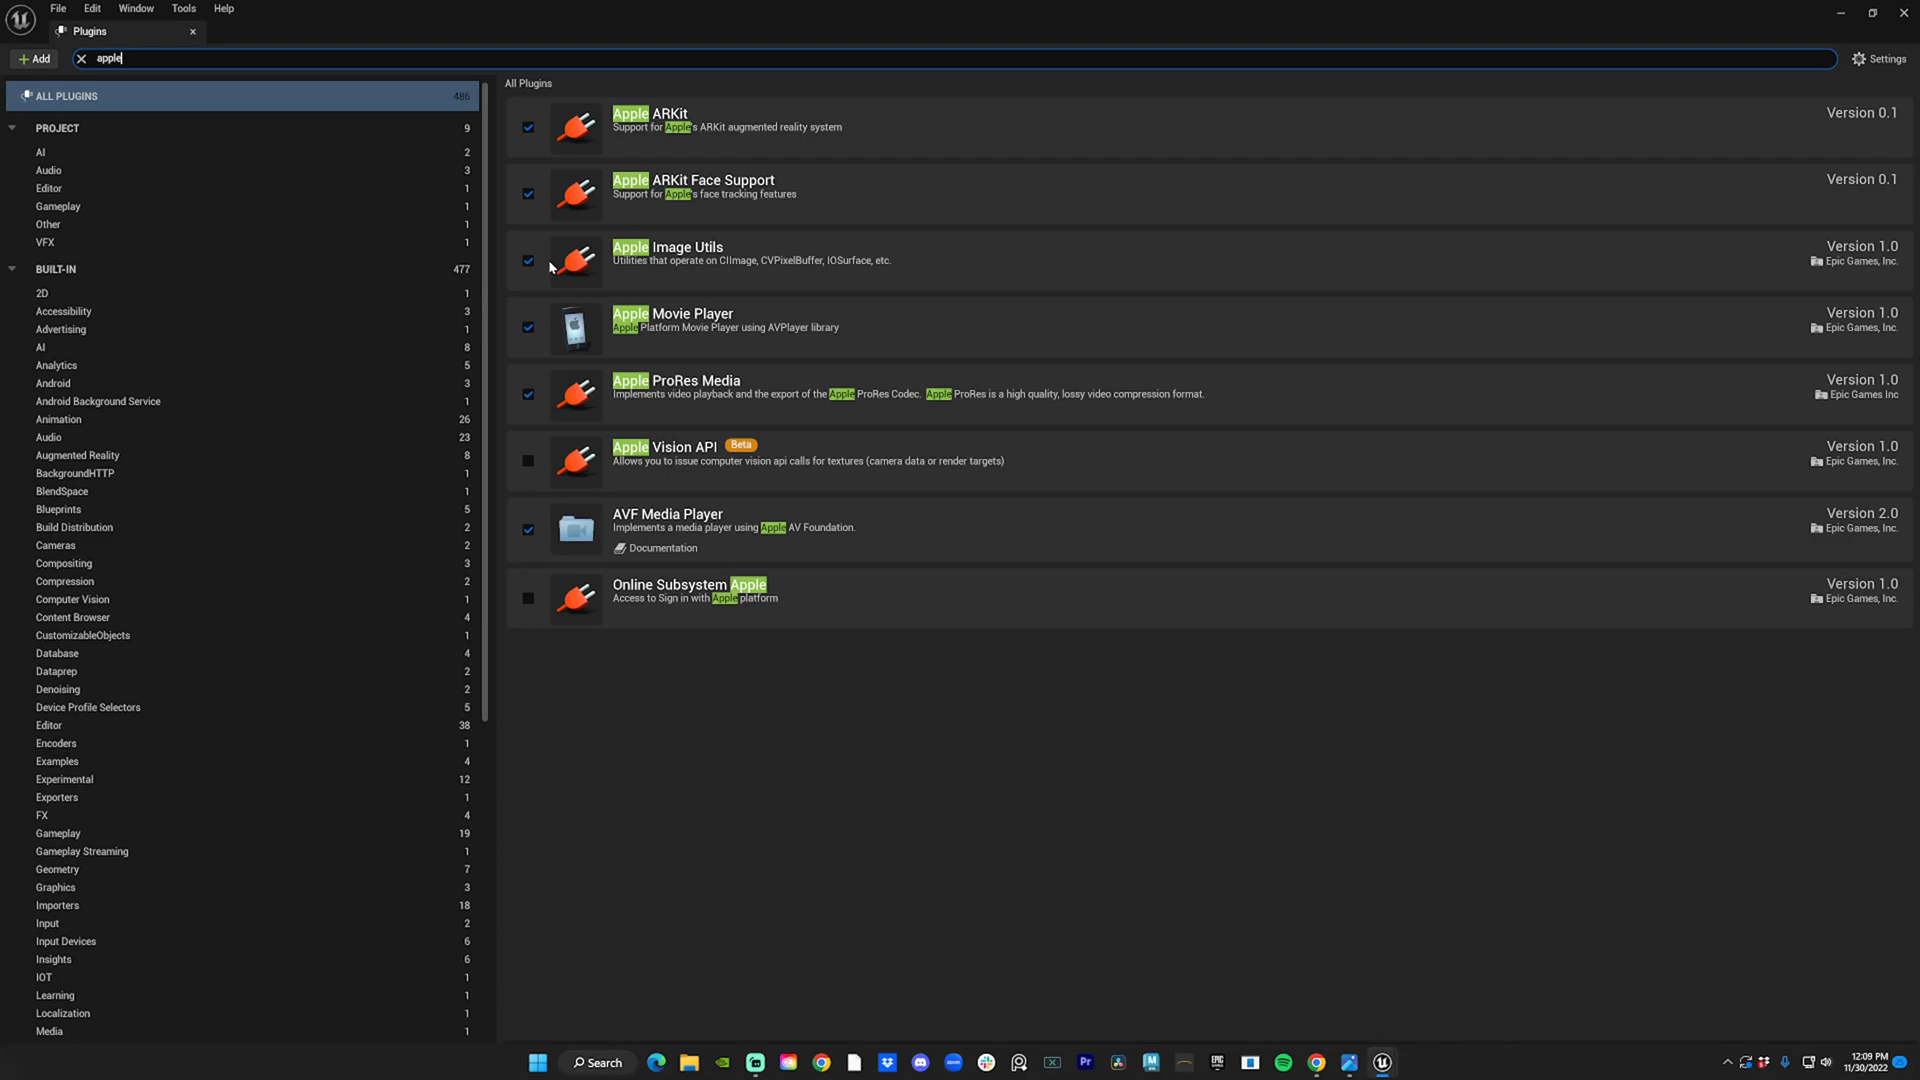 File Edit Window Tools Help
Plugins
+ Add
apple
Settings
ALL PLUGINS 486
PROJECT 9
AI 2
Audio 3
Editor 1
Gameplay 1
Other 1
VFX 1
BUILT-IN 477
2D 1
Accessibility 3
Advertising 1
AI 8
Analytics 5
Android 3
Android Background Service 1
Animation 26
Audio 23
Augmented Reality 8
BackgroundHTTP 1
BlendSpace 1
Blueprints 5
Build Distribution 2
Cameras 2
Compositing 3
Compression 2
Computer Vision 1
Content Browser 4
CustomizableObjects 1
Database 4
Dataprep 2
Denoising 2
Device Profile Selectors 5
Editor 38
Encoders 1
Examples 4
Experimental 12
Exporters 1
FX 4
Gameplay 19
Gameplay Streaming 1
Geometry 7
Graphics 3
Importers 18
Input 2
Input Devices 6
Insights 6
IOT 1
Learning 1
Localization 1
Media 1
All Plugins
Apple ARKit Version 0.1
Support for Apple's ARKit augmented reality system
Apple ARKit Face Support Version 0.1
Support for Apple's face tracking features
Apple Image Utils Version 1.0
Utilities that operate on CIImage, CVPixelBuffer, IOSurface, etc. Epic Games, Inc.
Apple Movie Player Version 1.0
Apple Platform Movie Player using AVPlayer library Epic Games, Inc.
Apple ProRes Media Version 1.0
Implements video playback and the export of the Apple ProRes Codec. Apple ProRes is a high quality, lossy video compression format. Epic Games Inc
Apple Vision API Beta Version 1.0
Allows you to issue computer vision api calls for textures (camera data or render targets) Epic Games, Inc.
AVF Media Player Version 2.0
Implements a media player using Apple AV Foundation. Epic Games, Inc.
Documentation
Online Subsystem Apple Version 1.0
Access to Sign in with Apple platform Epic Games, Inc.
Search
zoom
Pr
EPIC
12:09 PM
11/30/2022